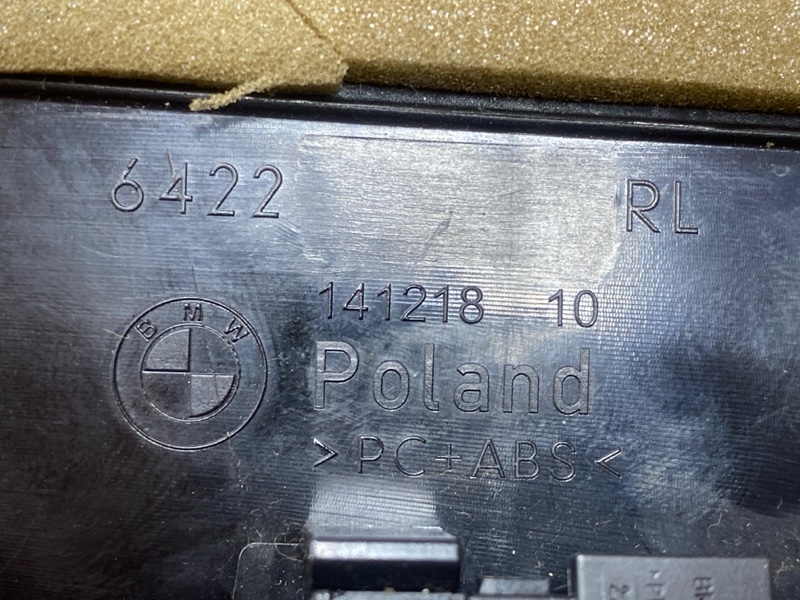 6422 RL
141218 10
BMW
Poland
>PC+ABS<